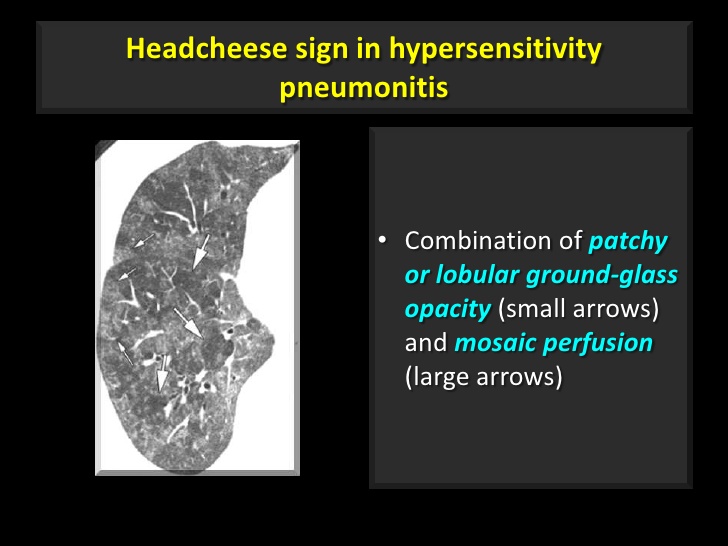 Headcheese sign in hypersensitivity
pneumonitis
• Combination of patchy
or lobular ground-glass
opacity (small arrows)
and mosaic perfusion
(large arrows)